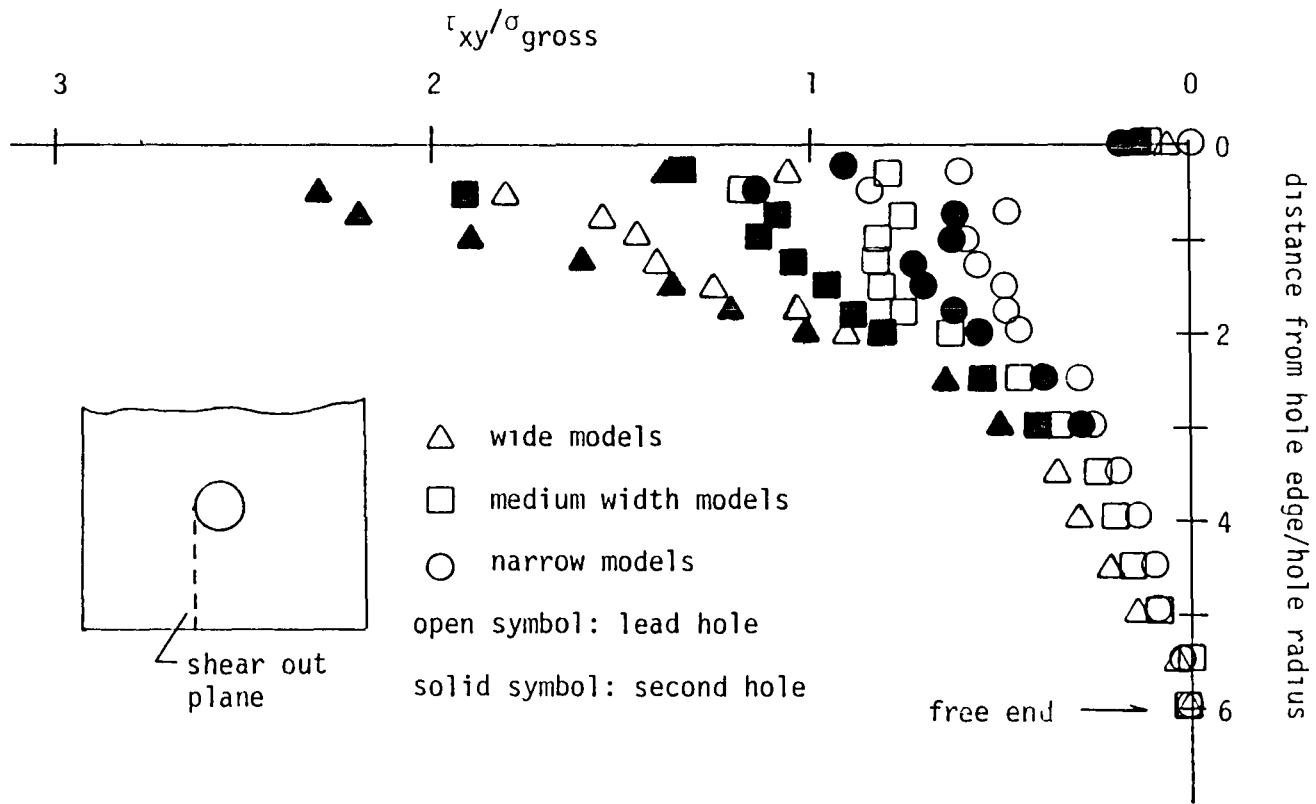 τxy/σgross
3 2 1 0
0
2
4
6
distance from hole edge/hole radius
△ wide models
□ medium width models
○ narrow models
open symbol: lead hole
solid symbol: second hole
shear out
plane
free end